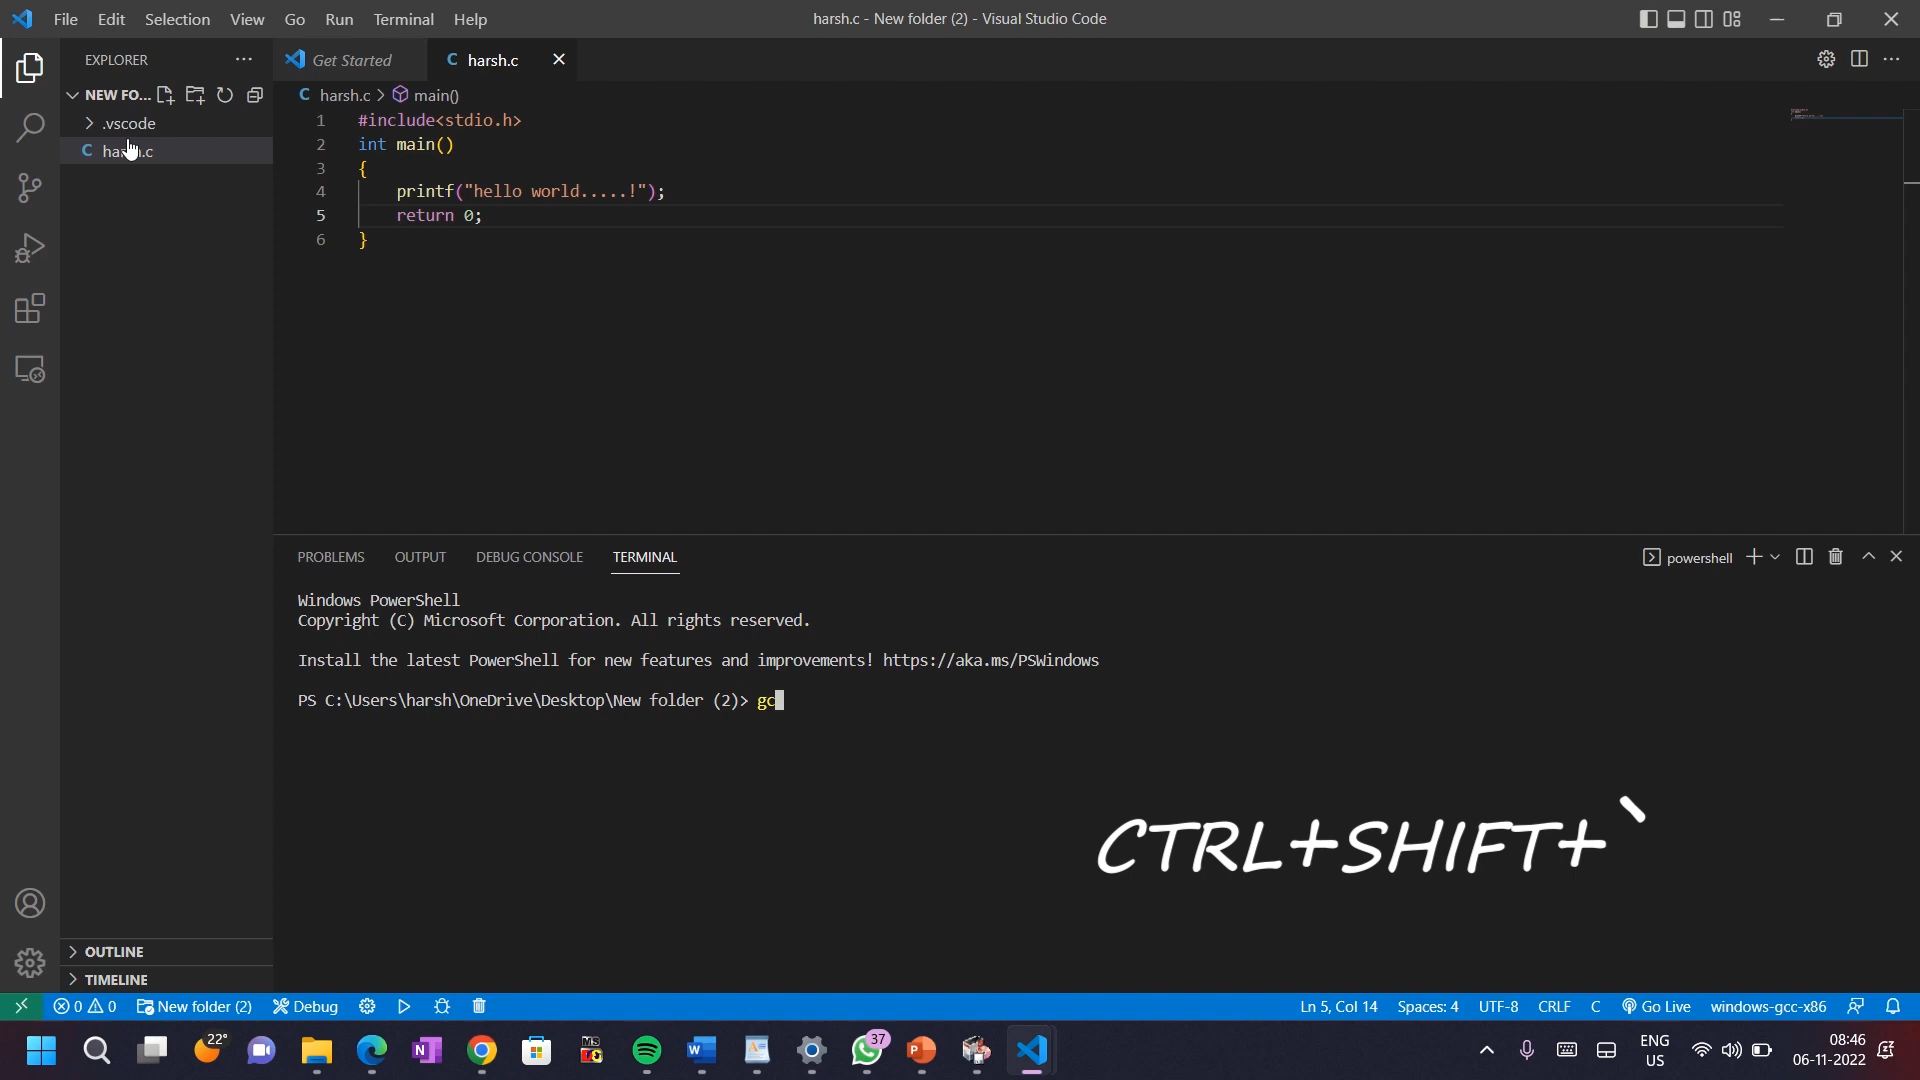 File Edit Selection View Go Run Terminal Help
harsh.c - New folder (2) - Visual Studio Code
EXPLORER
Get Started
C harsh.c
NEW FO...
C harsh.c > main()
.vscode
C harsh.c
1 #include<stdio.h>
2 int main()
3 {
4 printf("hello world.....!");
5 return 0;
6 }
PROBLEMS OUTPUT DEBUG CONSOLE TERMINAL
powershell
Windows PowerShell
Copyright (C) Microsoft Corporation. All rights reserved.
Install the latest PowerShell for new features and improvements! https://aka.ms/PSWindows
PS C:\Users\harsh\OneDrive\Desktop\New folder (2)> gc
CTRL+SHIFT+`
OUTLINE
TIMELINE
0 0 New folder (2) Debug
Ln 5, Col 14 Spaces: 4 UTF-8 CRLF C Go Live windows-gcc-x86
22°
37
ENG
US
08:46
06-11-2022